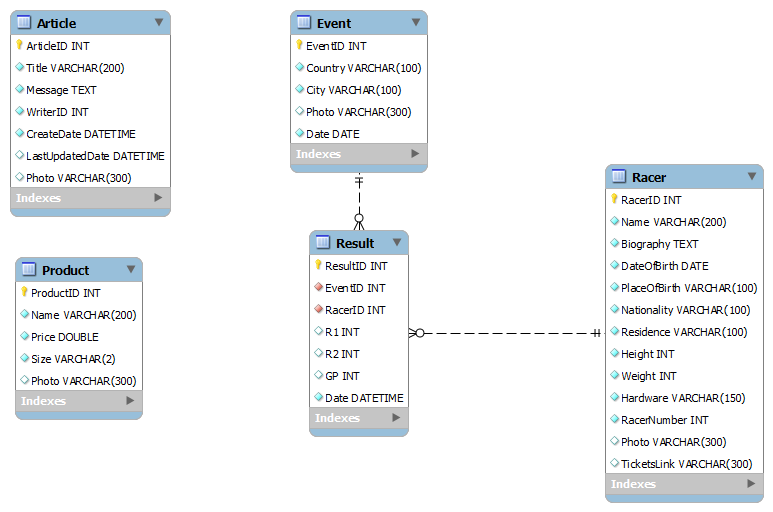 Article
ArticleID INT
Title VARCHAR(200)
Message TEXT
WriterID INT
CreateDate DATETIME
LastUpdatedDate DATETIME
Photo VARCHAR(300)
Indexes
Event
EventID INT
Country VARCHAR(100)
City VARCHAR(100)
Photo VARCHAR(300)
Date DATE
Indexes
Product
ProductID INT
Name VARCHAR(200)
Price DOUBLE
Size VARCHAR(2)
Photo VARCHAR(300)
Indexes
Result
ResultID INT
EventID INT
RacerID INT
R1 INT
R2 INT
GP INT
Date DATETIME
Indexes
Racer
RacerID INT
Name VARCHAR(200)
Biography TEXT
DateOfBirth DATE
PlaceOfBirth VARCHAR(100)
Nationality VARCHAR(100)
Residence VARCHAR(100)
Height INT
Weight INT
Hardware VARCHAR(150)
RacerNumber INT
Photo VARCHAR(300)
TicketsLink VARCHAR(300)
Indexes